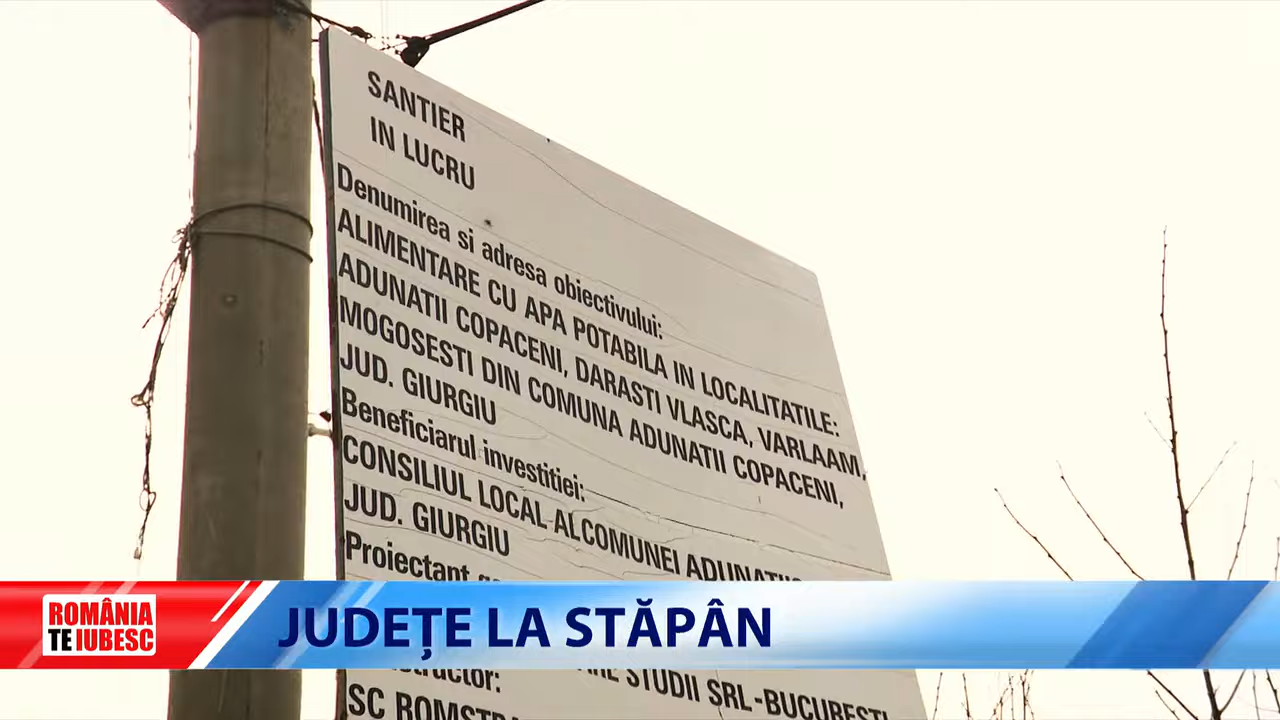 SANTIER
IN LUCRU
Denumirea si adresa obiectivului:
ALIMENTARE CU APA POTABILA IN LOCALITATILE:
ADUNATII COPACENI, DARASTI VLASCA, VARLAAM,
MOGOSESTI DIN COMUNA ADUNATII COPACENI,
JUD. GIURGIU
Beneficiarul investitiei:
CONSILIUL LOCAL AL COMUNEI
JUD. GIURGIU
Proiectant
ROMÂNIA
TE IUBESC
JUDEȚE LA STĂPÂN
STUDII SRL-BUCURESTI
SC